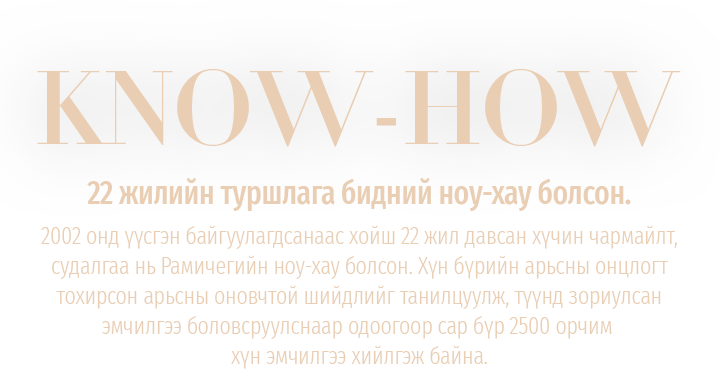 KNOW-HOW
22 жилийн туршлага бидний ноу-хау болсон.
2002 онд үүсгэн байгуулагдсанаас хойш 22 жил давсан хүчин чармайлт,
судалгаа нь Рамичегийн ноу-хау болсон. Хүн бүрийн арьсны онцлогт
тохирсон арьсны оновчтой шийдлийг танилцуулж, түүнд зориулсан
эмчилгээ боловсруулснаар одоогоор сар бүр 2500 орчим
хүн эмчилгээ хийлгэж байна.